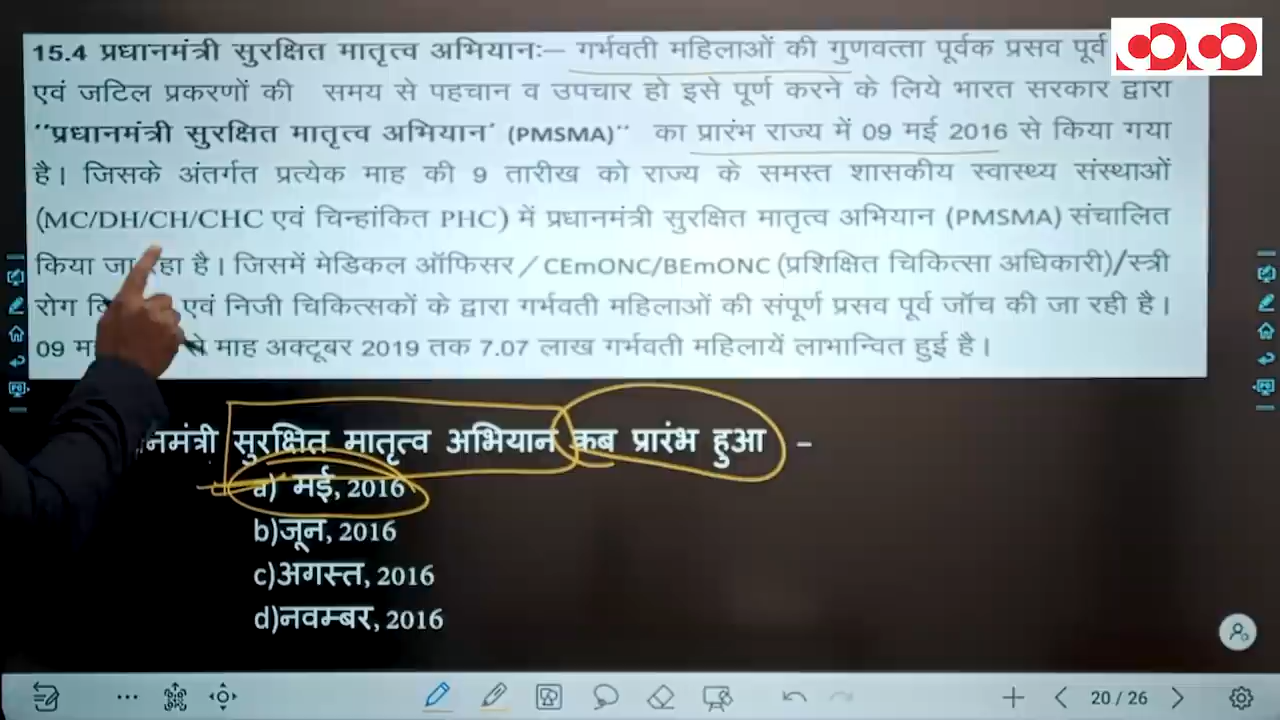 15.4 प्रधानमंत्री सुरक्षित मातृत्व अभियानः– गर्भवती महिलाओं की गुणवत्ता पूर्वक प्रसव पूर्व
एवं जटिल प्रकरणों की समय से पहचान व उपचार हो इसे पूर्ण करने के लिये भारत सरकार द्वारा
"प्रधानमंत्री सुरक्षित मातृत्व अभियान' (PMSMA)" का प्रारंभ राज्य में 09 मई 2016 से किया गया
है। जिसके अंतर्गत प्रत्येक माह की 9 तारीख को राज्य के समस्त शासकीय स्वास्थ्य संस्थाओं
(MC/DH/CH/CHC एवं चिन्हांकित PHC) में प्रधानमंत्री सुरक्षित मातृत्व अभियान (PMSMA) संचालित
किया जा रहा है। जिसमें मेडिकल ऑफिसर/CEmONC/BEmONC (प्रशिक्षित चिकित्सा अधिकारी)/स्त्री
रोग एवं निजी चिकित्सकों के द्वारा गर्भवती महिलाओं की संपूर्ण प्रसव पूर्व जॉच की जा रही है।
09 से माह अक्टूबर 2019 तक 7.07 लाख गर्भवती महिलायें लाभान्वित हुई है।
नमंत्री सुरक्षित मातृत्व अभियान कब प्रारंभ हुआ –
a) मई, 2016
b)जून, 2016
c)अगस्त, 2016
d)नवम्बर, 2016
20 / 26